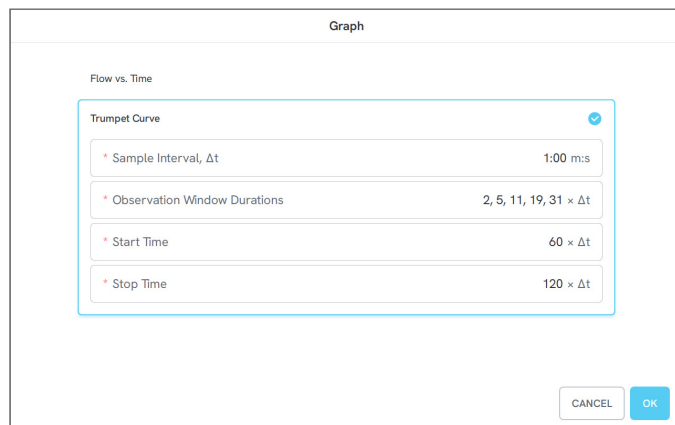 Graph
Flow vs. Time
Trumpet Curve
* Sample Interval, Δt 1:00 m:s
* Observation Window Durations 2, 5, 11, 19, 31 × Δt
* Start Time 60 × Δt
* Stop Time 120 × Δt
CANCEL OK